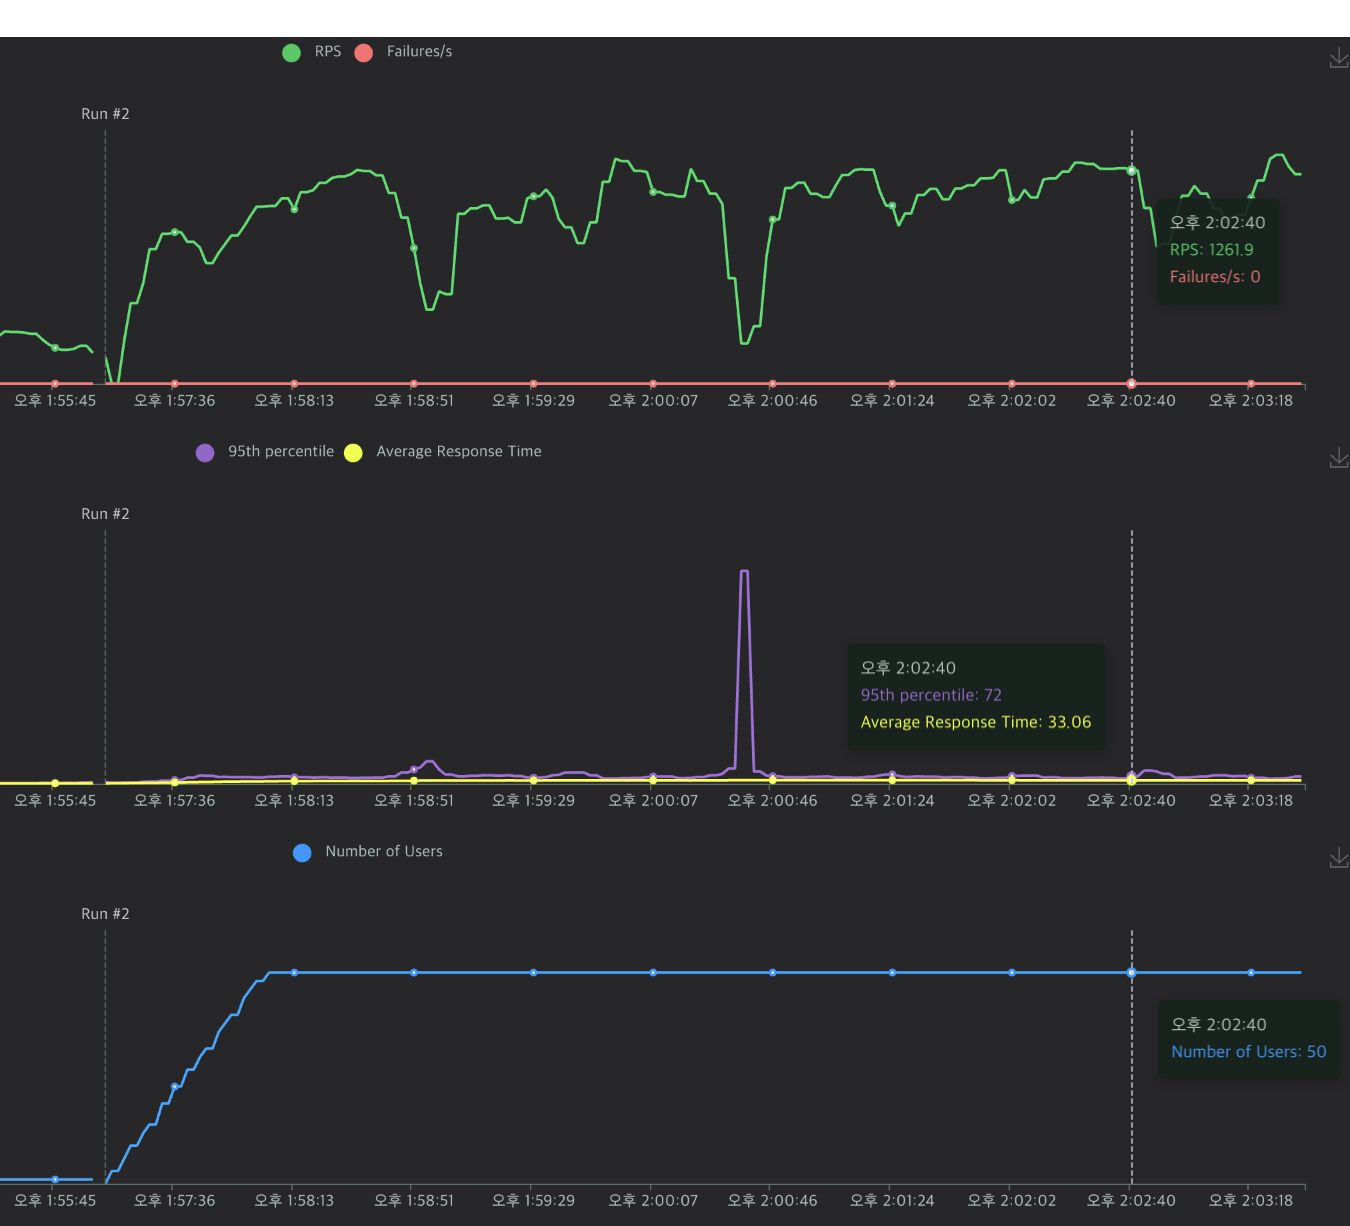 RPS Failures/s
Run #2
오후 2:02:40
RPS: 1261.9
Failures/s: 0
오후 1:55:45 오후 1:57:36 오후 1:58:13 오후 1:58:51 오후 1:59:29 오후 2:00:07 오후 2:00:46 오후 2:01:24 오후 2:02:02 오후 2:02:40 오후 2:03:18
95th percentile Average Response Time
Run #2
오후 2:02:40
95th percentile: 72
Average Response Time: 33.06
오후 1:55:45 오후 1:57:36 오후 1:58:13 오후 1:58:51 오후 1:59:29 오후 2:00:07 오후 2:00:46 오후 2:01:24 오후 2:02:02 오후 2:02:40 오후 2:03:18
Number of Users
Run #2
오후 2:02:40
Number of Users: 50
오후 1:55:45 오후 1:57:36 오후 1:58:13 오후 1:58:51 오후 1:59:29 오후 2:00:07 오후 2:00:46 오후 2:01:24 오후 2:02:02 오후 2:02:40 오후 2:03:18